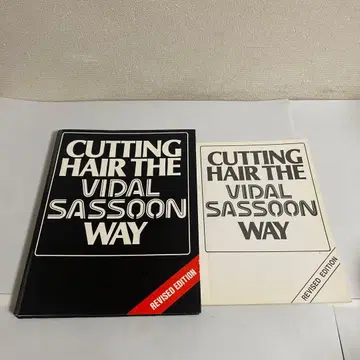 CUTTING
HAIR THE
VIDAL
SASSOON
WAY
REVISED EDITION
CUTTING
HAIR THE
VIDAL
SASSOON
WAY
REVISED EDITION